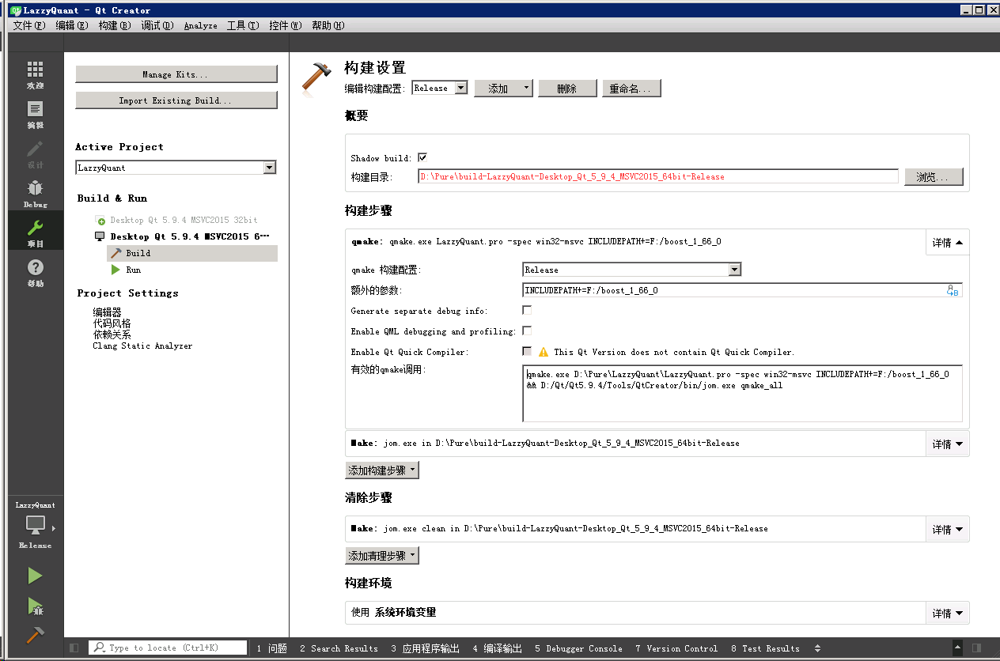 LazzyQuant - Qt Creator
文件(F) 编辑(E) 构建(B) 调试(D) Analyze 工具(T) 控件(W) 帮助(H)
欢迎
编辑
设计
Debug
项目
帮助
LazzyQuant
Release
Manage Kits...
Import Existing Build...
Active Project
LazzyQuant
Build & Run
Desktop Qt 5.9.4 MSVC2015 32bit
Desktop Qt 5.9.4 MSVC2015 6…
Build
Run
Project Settings
编辑器
代码风格
依赖关系
Clang Static Analyzer
构建设置
编辑构建配置: Release 添加 删除 重命名...
概要
Shadow build:
构建目录: D:\Pure\build-LazzyQuant-Desktop_Qt_5_9_4_MSVC2015_64bit-Release 浏览...
构建步骤
qmake: qmake.exe LazzyQuant.pro -spec win32-msvc INCLUDEPATH+=F:/boost_1_66_0 详情
qmake 构建配置: Release
额外的参数: INCLUDEPATH+=F:/boost_1_66_0
Generate separate debug info:
Enable QML debugging and profiling:
Enable Qt Quick Compiler: This Qt Version does not contain Qt Quick Compiler.
有效的qmake调用: qmake.exe D:\Pure\LazzyQuant\LazzyQuant.pro -spec win32-msvc INCLUDEPATH+=F:/boost_1_66_0
&& D:/Qt/Qt5.9.4/Tools/QtCreator/bin/jom.exe qmake_all
Make: jom.exe in D:\Pure\build-LazzyQuant-Desktop_Qt_5_9_4_MSVC2015_64bit-Release 详情
添加构建步骤
清除步骤
Make: jom.exe clean in D:\Pure\build-LazzyQuant-Desktop_Qt_5_9_4_MSVC2015_64bit-Release 详情
添加清理步骤
构建环境
使用 系统环境变量 详情
Type to locate (Ctrl+K) 1 问题 2 Search Results 3 应用程序输出 4 编译输出 5 Debugger Console 7 Version Control 8 Test Results